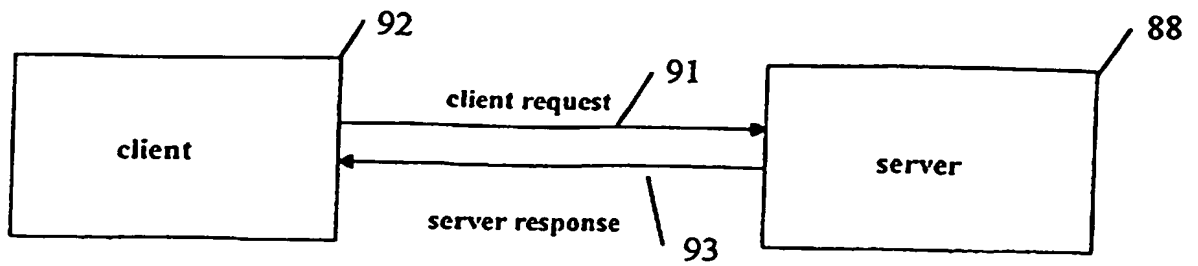 92
88
91
client request
client
server
server response
93